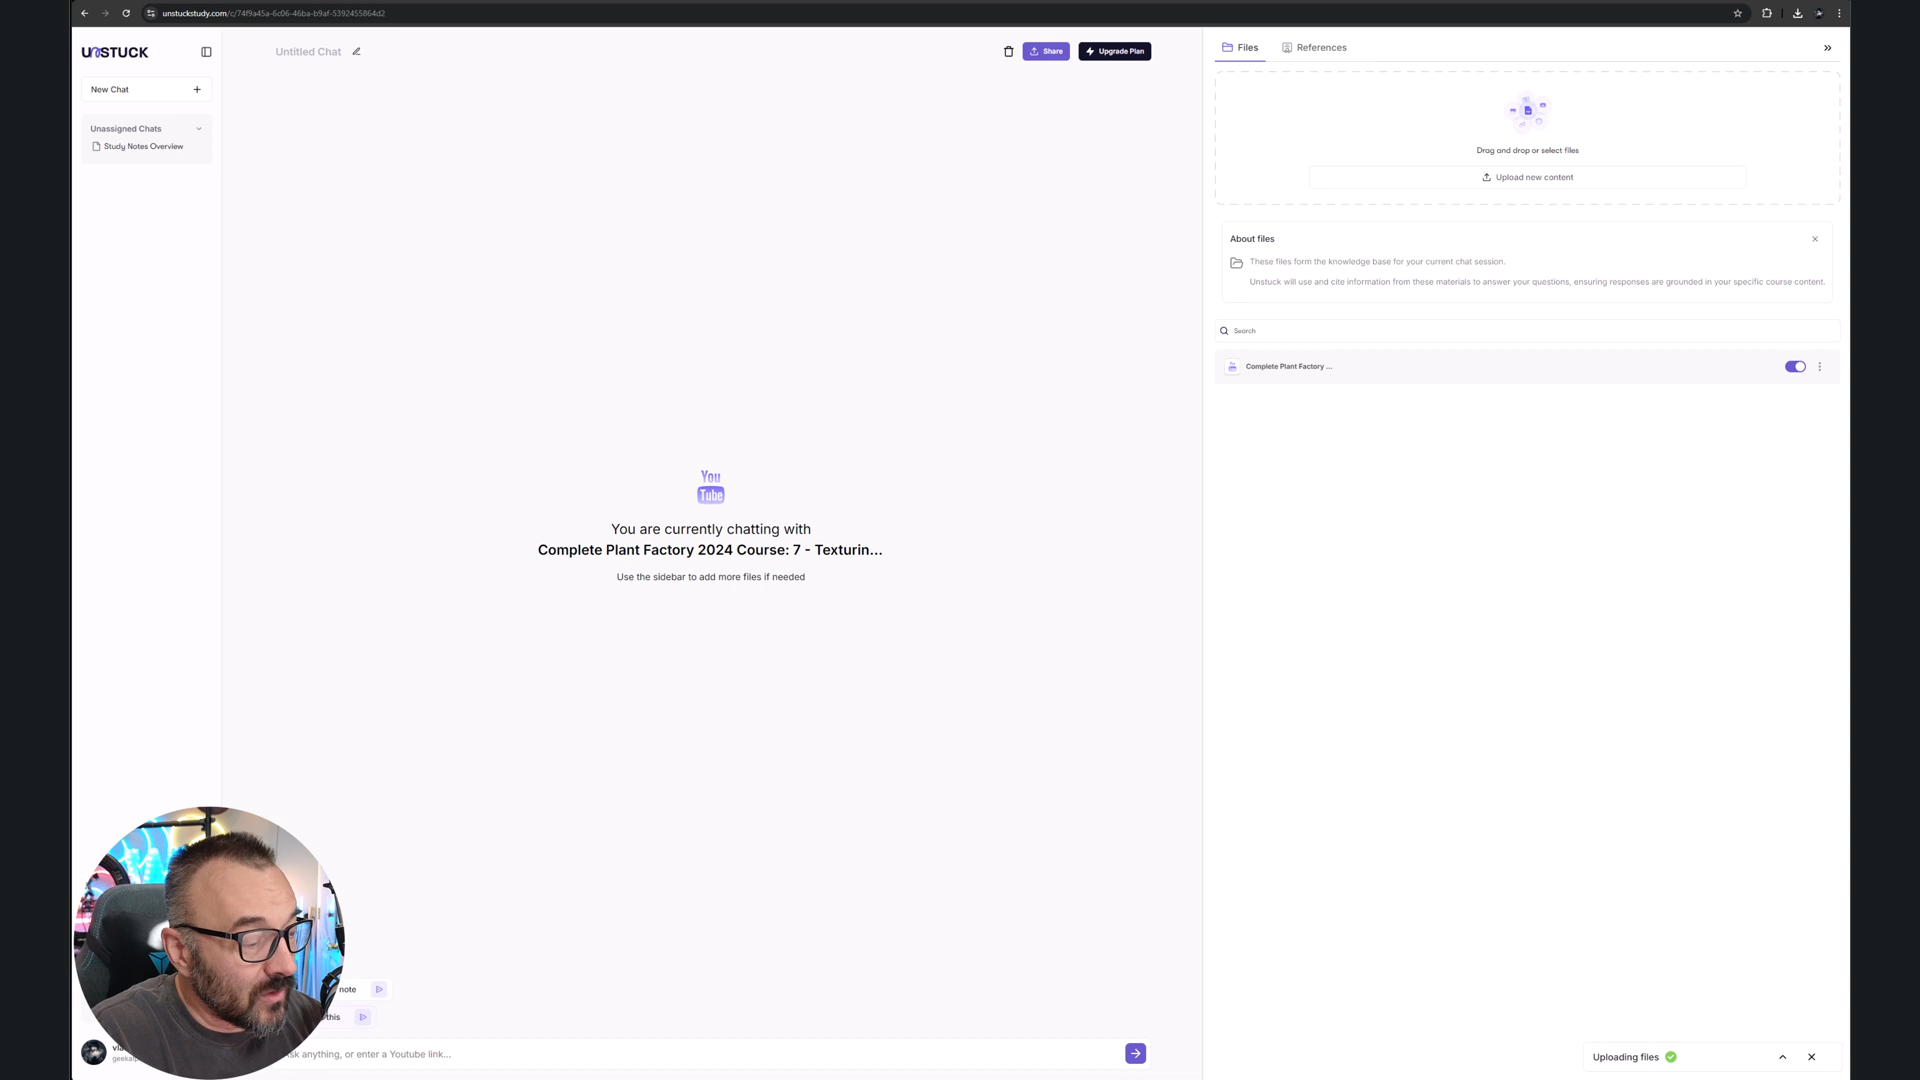 unstuckstudy.com/c/74f9a45a-6c06-46ba-b9af-5392455864d2
UNSTUCK
New Chat
Unassigned Chats
Study Notes Overview
Untitled Chat
Share
Upgrade Plan
You
Tube
You are currently chatting with
Complete Plant Factory 2024 Course: 7 - Texturin...
Use the sidebar to add more files if needed
note
this
sk anything, or enter a Youtube link...
Files
References
Drag and drop or select files
Upload new content
About files
These files form the knowledge base for your current chat session.
Unstuck will use and cite information from these materials to answer your questions, ensuring responses are grounded in your specific course content.
Search
Complete Plant Factory ...
Uploading files